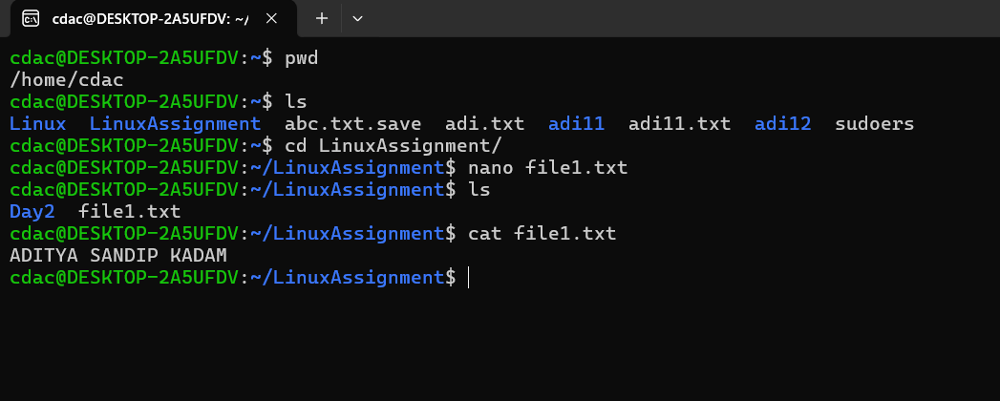 cdac@DESKTOP-2A5UFDV: ~/
cdac@DESKTOP-2A5UFDV:~$ pwd
/home/cdac
cdac@DESKTOP-2A5UFDV:~$ ls
Linux  LinuxAssignment  abc.txt.save  adi.txt  adi11  adi11.txt  adi12  sudoers
cdac@DESKTOP-2A5UFDV:~$ cd LinuxAssignment/
cdac@DESKTOP-2A5UFDV:~/LinuxAssignment$ nano file1.txt
cdac@DESKTOP-2A5UFDV:~/LinuxAssignment$ ls
Day2  file1.txt
cdac@DESKTOP-2A5UFDV:~/LinuxAssignment$ cat file1.txt
ADITYA SANDIP KADAM
cdac@DESKTOP-2A5UFDV:~/LinuxAssignment$